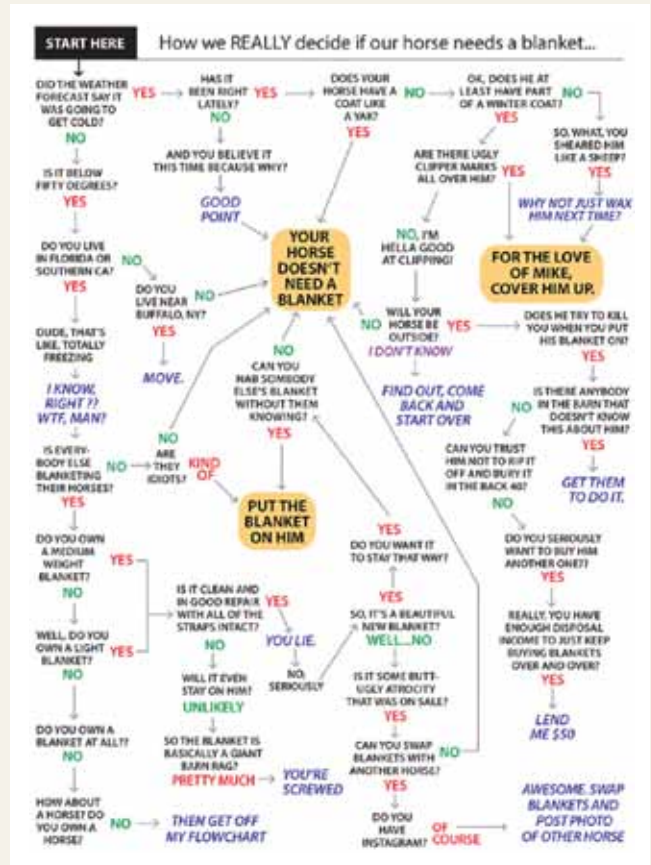 START HERE
How we REALLY decide if our horse needs a blanket...
DID THE WEATHER
FORECAST SAY IT
WAS GOING TO
GET COLD?
YES
HAS IT
BEEN RIGHT
LATELY?
YES
DOES YOUR
HORSE HAVE A
COAT LIKE
A YAK?
NO
OK, DOES HE AT
LEAST HAVE PART
OF A WINTER COAT?
NO
NO
NO
YES
YES
SO, WHAT, YOU
SHEARED HIM
LIKE A SHEEP?
YES
IS IT BELOW
FIFTY DEGREES?
YES
AND YOU BELIEVE IT
THIS TIME BECAUSE WHY?
GOOD
POINT
ARE THERE UGLY
CLIPPER MARKS
ALL OVER HIM?
YES
WHY NOT JUST WAX
HIM NEXT TIME?
YOUR
HORSE
DOESN'T
NEED A
BLANKET
NO, I'M
HELLA GOOD
AT CLIPPING!
FOR THE LOVE
OF MIKE,
COVER HIM UP.
DO YOU LIVE
IN FLORIDA OR
SOUTHERN CA?
NO
YES
DO YOU
LIVE NEAR
BUFFALO, NY?
NO
YES
MOVE.
DUDE, THAT'S
LIKE, TOTALLY
FREEZING
I KNOW,
RIGHT ??
WTF, MAN?
NO
WILL YOUR
HORSE BE
OUTSIDE?
YES
I DON'T KNOW
FIND OUT, COME
BACK AND
START OVER
DOES HE TRY TO KILL
YOU WHEN YOU PUT
HIS BLANKET ON?
YES
IS THERE ANYBODY
IN THE BARN THAT
DOESN'T KNOW
THIS ABOUT HIM?
NO
YES
GET THEM
TO DO IT.
NO
CAN YOU
NAB SOMBODY
ELSE'S BLANKET
WITHOUT THEM
KNOWING?
YES
IS EVERY-
BODY ELSE
BLANKETING
THEIR HORSES?
NO
YES
NO
ARE
THEY
IDIOTS?
KIND
OF
PUT THE
BLANKET
ON HIM
CAN YOU TRUST
HIM NOT TO RIP IT
OFF AND BURY IT
IN THE BACK 40?
NO
DO YOU SERIOUSLY
WANT TO BUY HIM
ANOTHER ONE??
YES
REALLY. YOU HAVE
ENOUGH DISPOSAL
INCOME TO JUST KEEP
BUYING BLANKETS
OVER AND OVER?
YES
LEND
ME $50
DO YOU OWN
A MEDIUM
WEIGHT
BLANKET?
YES
NO
WELL, DO YOU
OWN A LIGHT
BLANKET?
YES
NO
DO YOU OWN A
BLANKET AT ALL??
NO
HOW ABOUT
A HORSE? DO
YOU OWN A
HORSE?
NO
THEN GET OFF
MY FLOWCHART
IS IT CLEAN AND
IN GOOD REPAIR
WITH ALL OF THE
STRAPS INTACT?
YES
NO
YOU LIE.
NO,
SERIOUSLY
WILL IT EVEN
STAY ON HIM?
UNLIKELY
SO THE BLANKET IS
BASICALLY A GIANT
BARN RAG?
PRETTY MUCH
YOU'RE
SCREWED
YES
DO YOU WANT IT
TO STAY THAT WAY?
YES
SO, IT'S A BEAUTIFUL
NEW BLANKET?
WELL...NO
IS IT SOME BUTT-
UGLY ATROCITY
THAT WAS ON SALE?
YES
CAN YOU SWAP
BLANKETS WITH
ANOTHER HORSE?
NO
YES
DO YOU
HAVE
INSTAGRAM?
OF
COURSE
AWESOME. SWAP
BLANKETS AND
POST PHOTO
OF OTHER HORSE